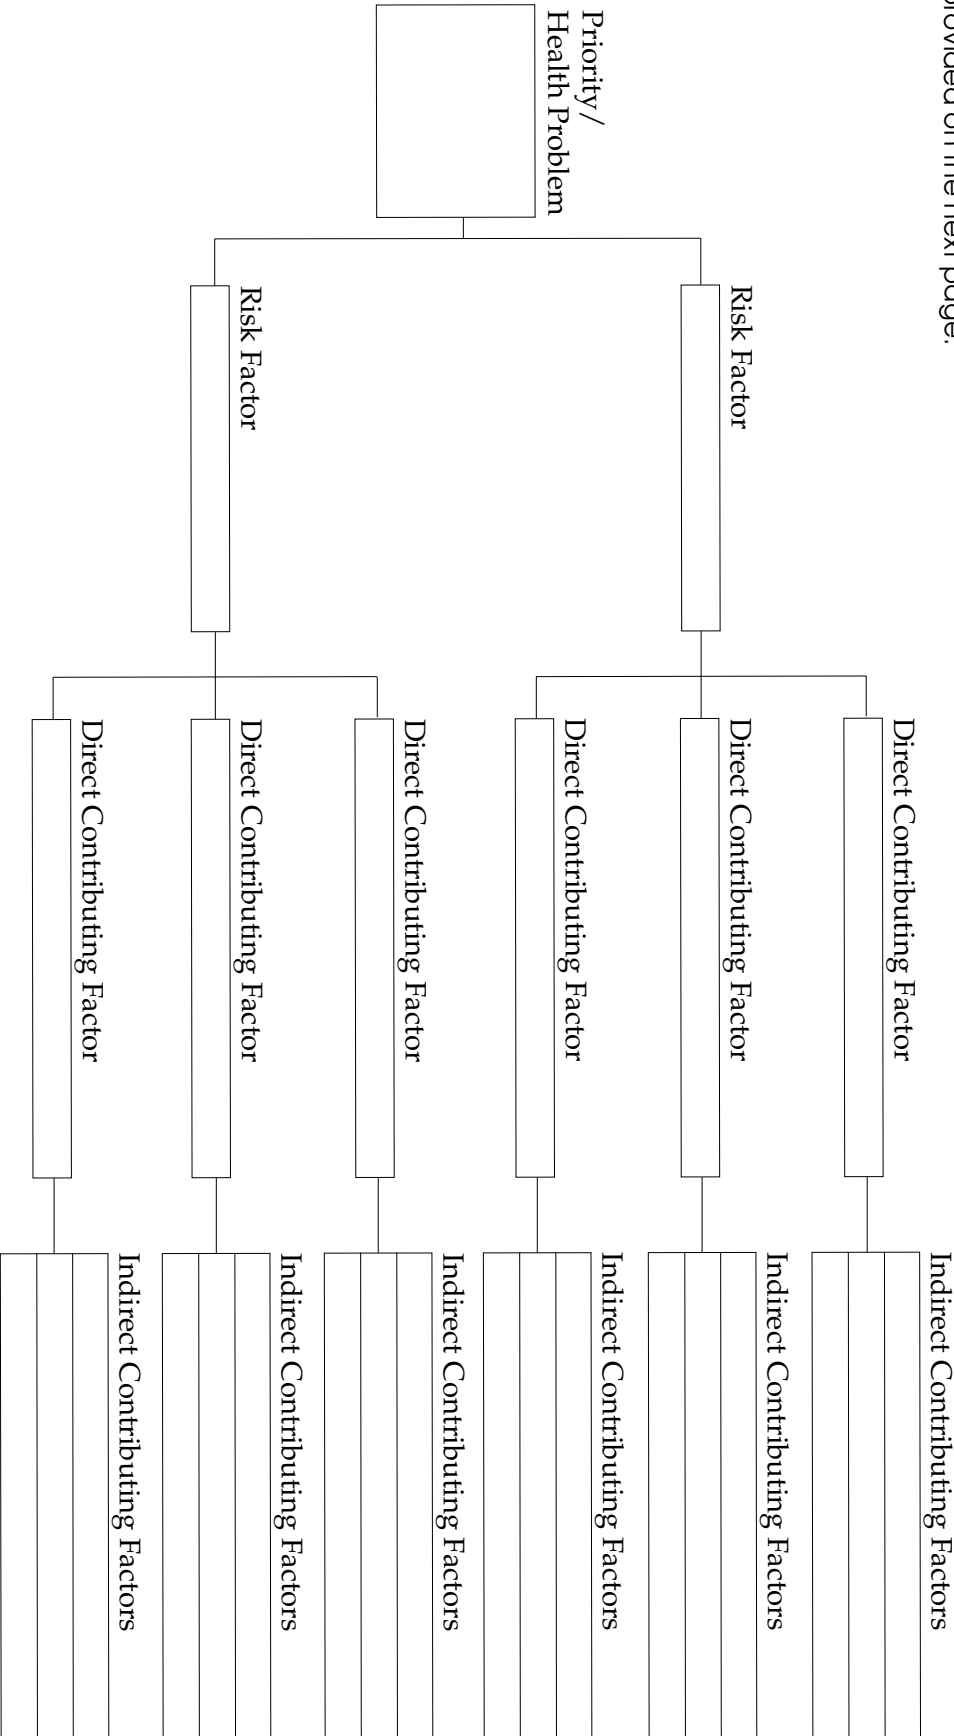 provided on the next page.
Priority/
Health Problem
Risk Factor
Direct Contributing Factor
Indirect Contributing Factors
Direct Contributing Factor
Indirect Contributing Factors
Direct Contributing Factor
Indirect Contributing Factors
Risk Factor
Direct Contributing Factor
Indirect Contributing Factors
Direct Contributing Factor
Indirect Contributing Factors
Direct Contributing Factor
Indirect Contributing Factors